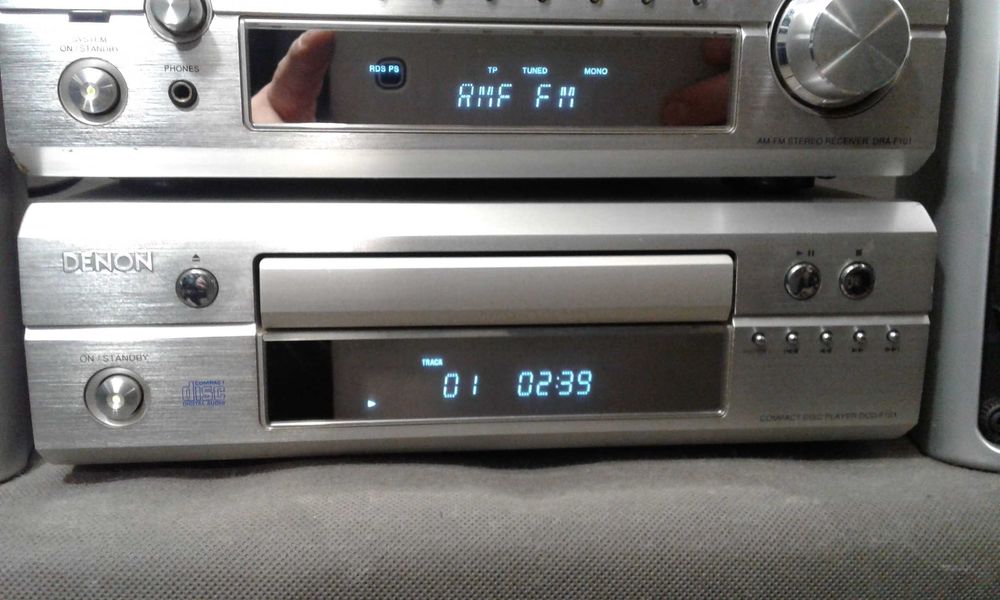 SYSTEM
ON / STANDBY
PHONES
RDS PS
TP TUNED MONO
RMF FM
AM-FM STEREO RECEIVER DRA-F101
DENON
ON / STANDBY
COMPACT
disc
DIGITAL AUDIO
TRACK
01 02:39
COMPACT DISC PLAYER DCD-F101